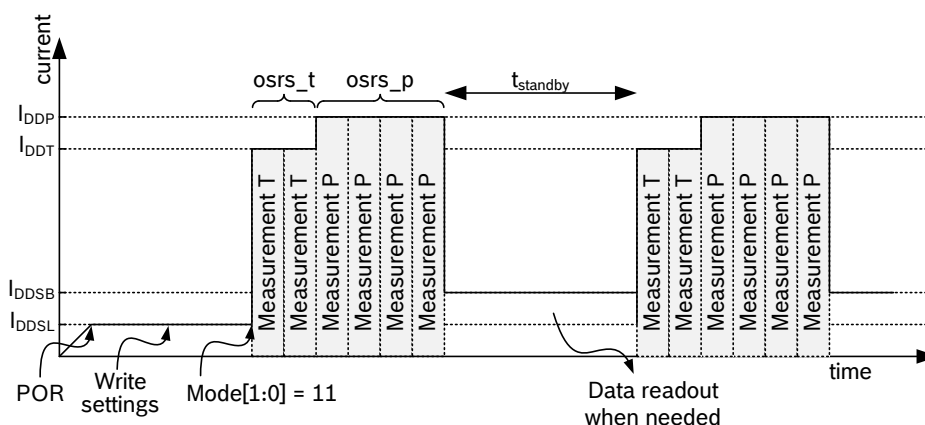 current
osrs_t
osrs_p
tstandby
IDDP
IDDT
IDDSB
IDDSL
Measurement T
Measurement T
Measurement P
Measurement P
Measurement P
Measurement P
Measurement T
Measurement T
Measurement P
Measurement P
Measurement P
Measurement P
POR
Write
settings
Mode[1:0] = 11
Data readout
when needed
time